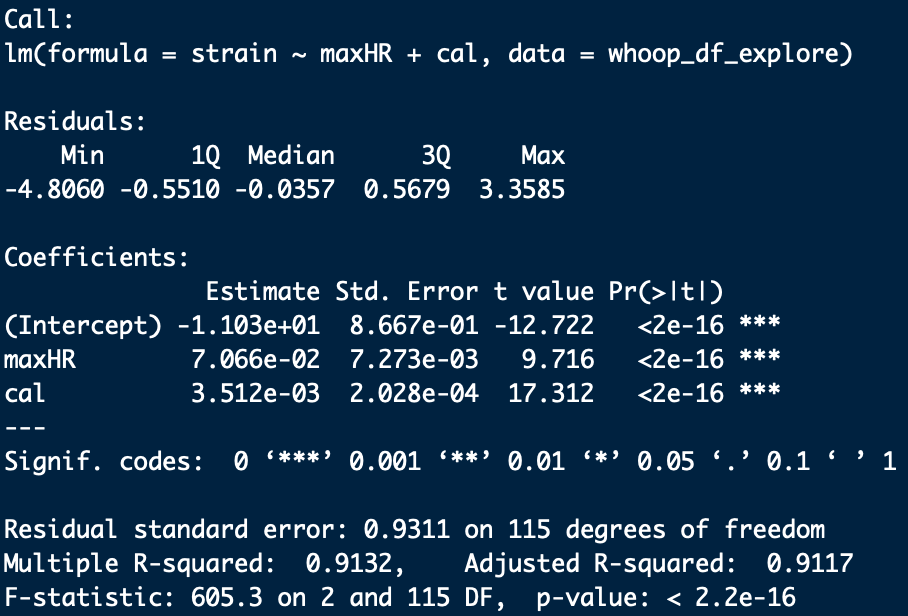 Call:
lm(formula = strain ~ maxHR + cal, data = whoop_df_explore)
Residuals:
    Min      1Q  Median      3Q     Max
-4.8060 -0.5510 -0.0357  0.5679  3.3585
Coefficients:
              Estimate Std. Error t value Pr(>|t|)
(Intercept) -1.103e+01  8.667e-01 -12.722   <2e-16 ***
maxHR        7.066e-02  7.273e-03   9.716   <2e-16 ***
cal          3.512e-03  2.028e-04  17.312   <2e-16 ***
---
Signif. codes:  0 ‘***’ 0.001 ‘**’ 0.01 ‘*’ 0.05 ‘.’ 0.1 ‘ ’ 1
Residual standard error: 0.9311 on 115 degrees of freedom
Multiple R-squared:  0.9132,    Adjusted R-squared:  0.9117
F-statistic: 605.3 on 2 and 115 DF,  p-value: < 2.2e-16